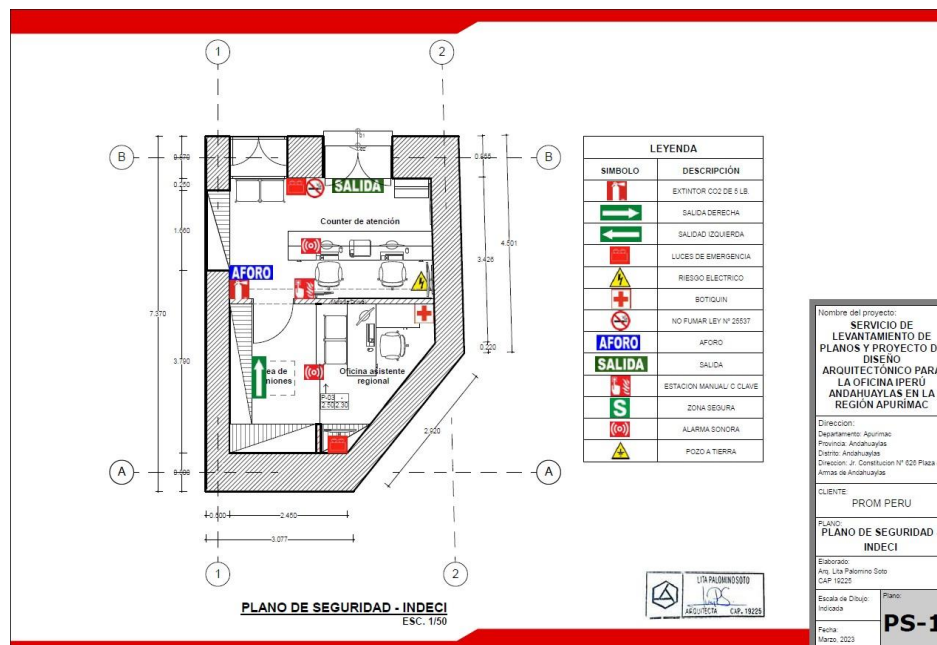 1
2
B
B
0.250
1.660
7.370
3.790
4.501
3.426
0.220
2.920
SALIDA
Counter de atención
AFORO
Oficina asistente
regional
P-03
2.50 2.30
A
A
2.450
3.077
1
2
PLANO DE SEGURIDAD - INDECI
ESC. 1/50
LEYENDA
SIMBOLO DESCRIPCIÓN
EXTINTOR CO2 DE 5 LB.
SALIDA DERECHA
SALIDAD IZQUIERDA
LUCES DE EMERGENCIA
RIESGO ELECTRICO
BOTIQUIN
NO FUMAR LEY N° 25537
AFORO AFORO
SALIDA SALIDA
ESTACION MANUAL/ C CLAVE
S ZONA SEGURA
ALARMA SONORA
POZO A TIERRA
LITA PALOMINO SOTO
ARQUITECTA CAP. 19225
Nombre del proyecto:
SERVICIO DE
LEVANTAMIENTO DE
PLANOS Y PROYECTO D
DISEÑO
ARQUITECTÓNICO PARA
LA OFICINA IPERÚ
ANDAHUAYLAS EN LA
REGIÓN APURÍMAC
Direccion:
Departamento: Apurimac
Provincia: Andahuaylas
Distrito: Andahuaylas
Direccion: Jr. Constitucion N° 628 Plaza
Armas de Andahuaylas
CLIENTE:
PROM PERU
PLANO:
PLANO DE SEGURIDAD
INDECI
Elaborado:
Arq. Lita Palomino Soto
CAP 19225
Escala de Dibujo:
Indicada
Plano:
PS-1
Fecha:
Marzo, 2023